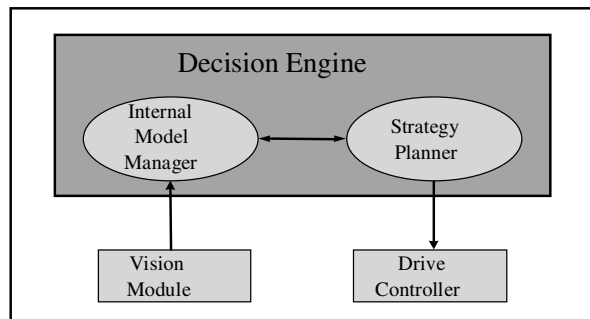 Decision Engine
Internal
Model
Manager
Strategy
Planner
Vision
Module
Drive
Controller